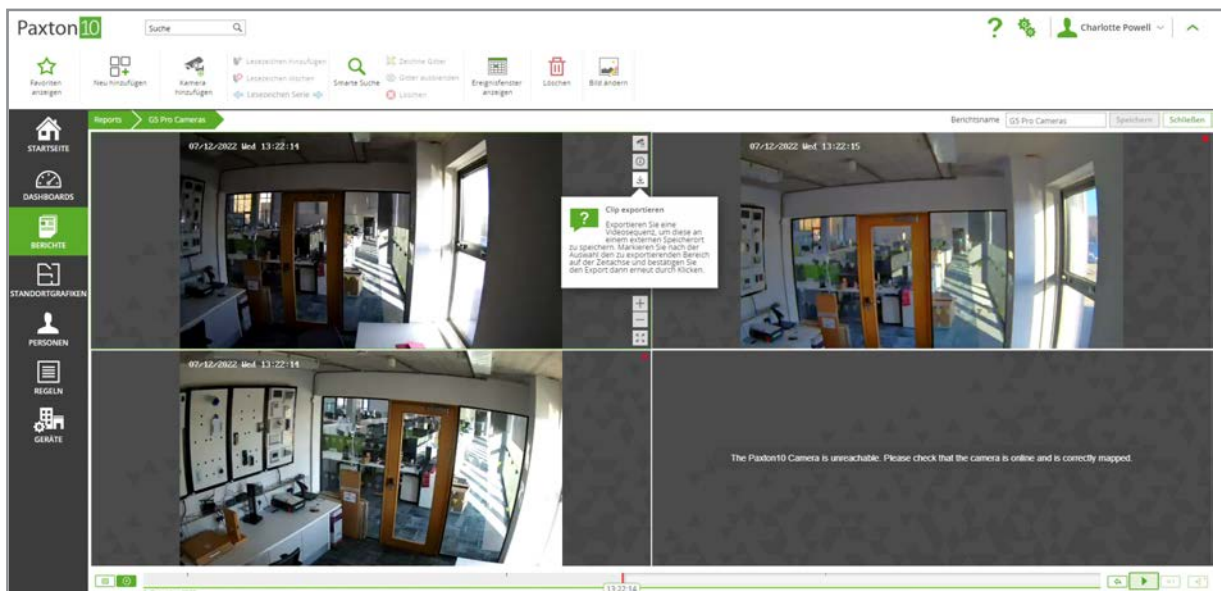 Paxton10
Suche
?
Charlotte Powell
Favoriten
anzeigen
Neu hinzufügen
Kamera
hinzufügen
Lesezeichen hinzufügen
Lesezeichen löschen
Lesezeichen Serie
Smarte Suche
Zeichne Gitter
Gitter ausblenden
Löschen
Ereignisfenster
anzeigen
Löschen
Bild ändern
Reports
GS Pro Cameras
Berichtsname
GS Pro Cameras
Speichern
Schließen
STARTSEITE
DASHBOARDS
BERICHTE
STANDORTGRAFIKEN
PERSONEN
REGELN
GERÄTE
07/12/2022 Wed 13:22:14
07/12/2022 Wed 13:22:15
?
Clip exportieren
Exportieren Sie eine
Videosequenz, um diese an
einem externen Speicherort
zu speichern. Markieren Sie nach der
Auswahl den zu exportierenden Bereich
auf der Zeitachse und bestätigen Sie
den Export dann erneut durch Klicken.
07/12/2022 Wed 13:22:14
The Paxton10 Camera is unreachable. Please check that the camera is online and is correctly mapped.
13:22:14